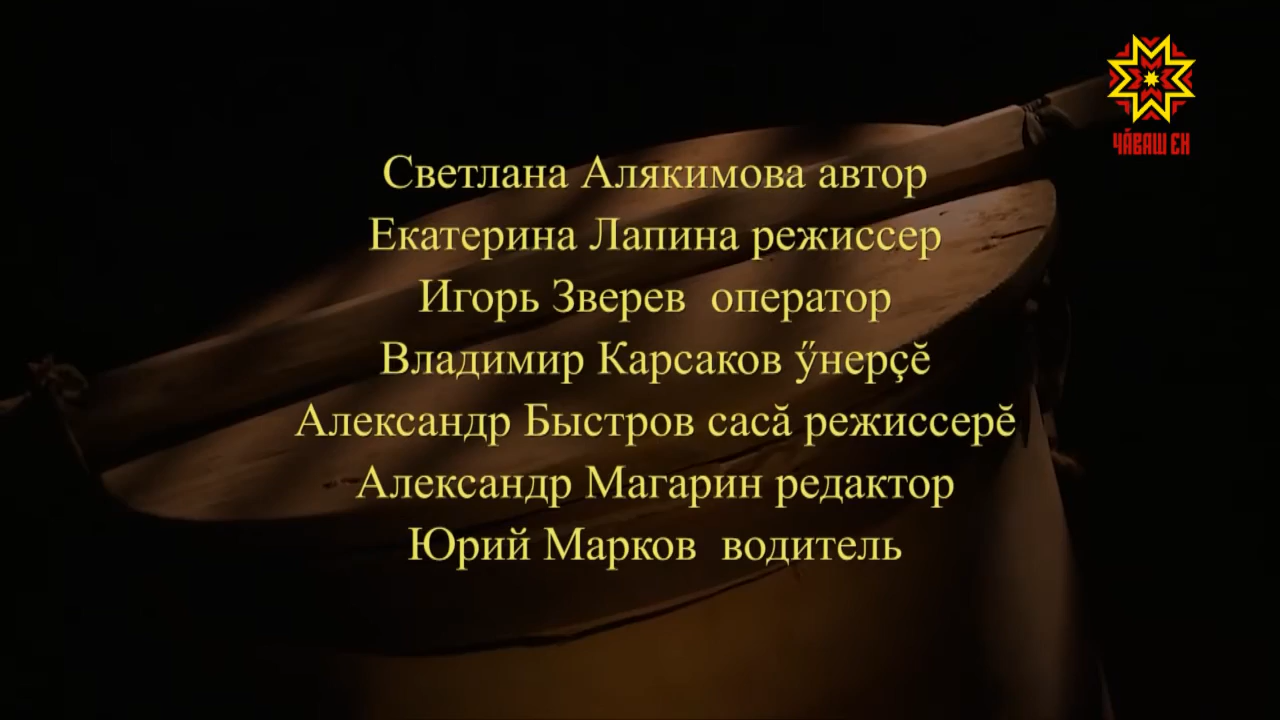 ЧӐВАШ ЕН
Светлана Алякимова автор
Екатерина Лапина режиссер
Игорь Зверев  оператор
Владимир Карсаков ӳнерҫӗ
Александр Быстров сасӑ режиссерӗ
Александр Магарин редактор
Юрий Марков  водитель